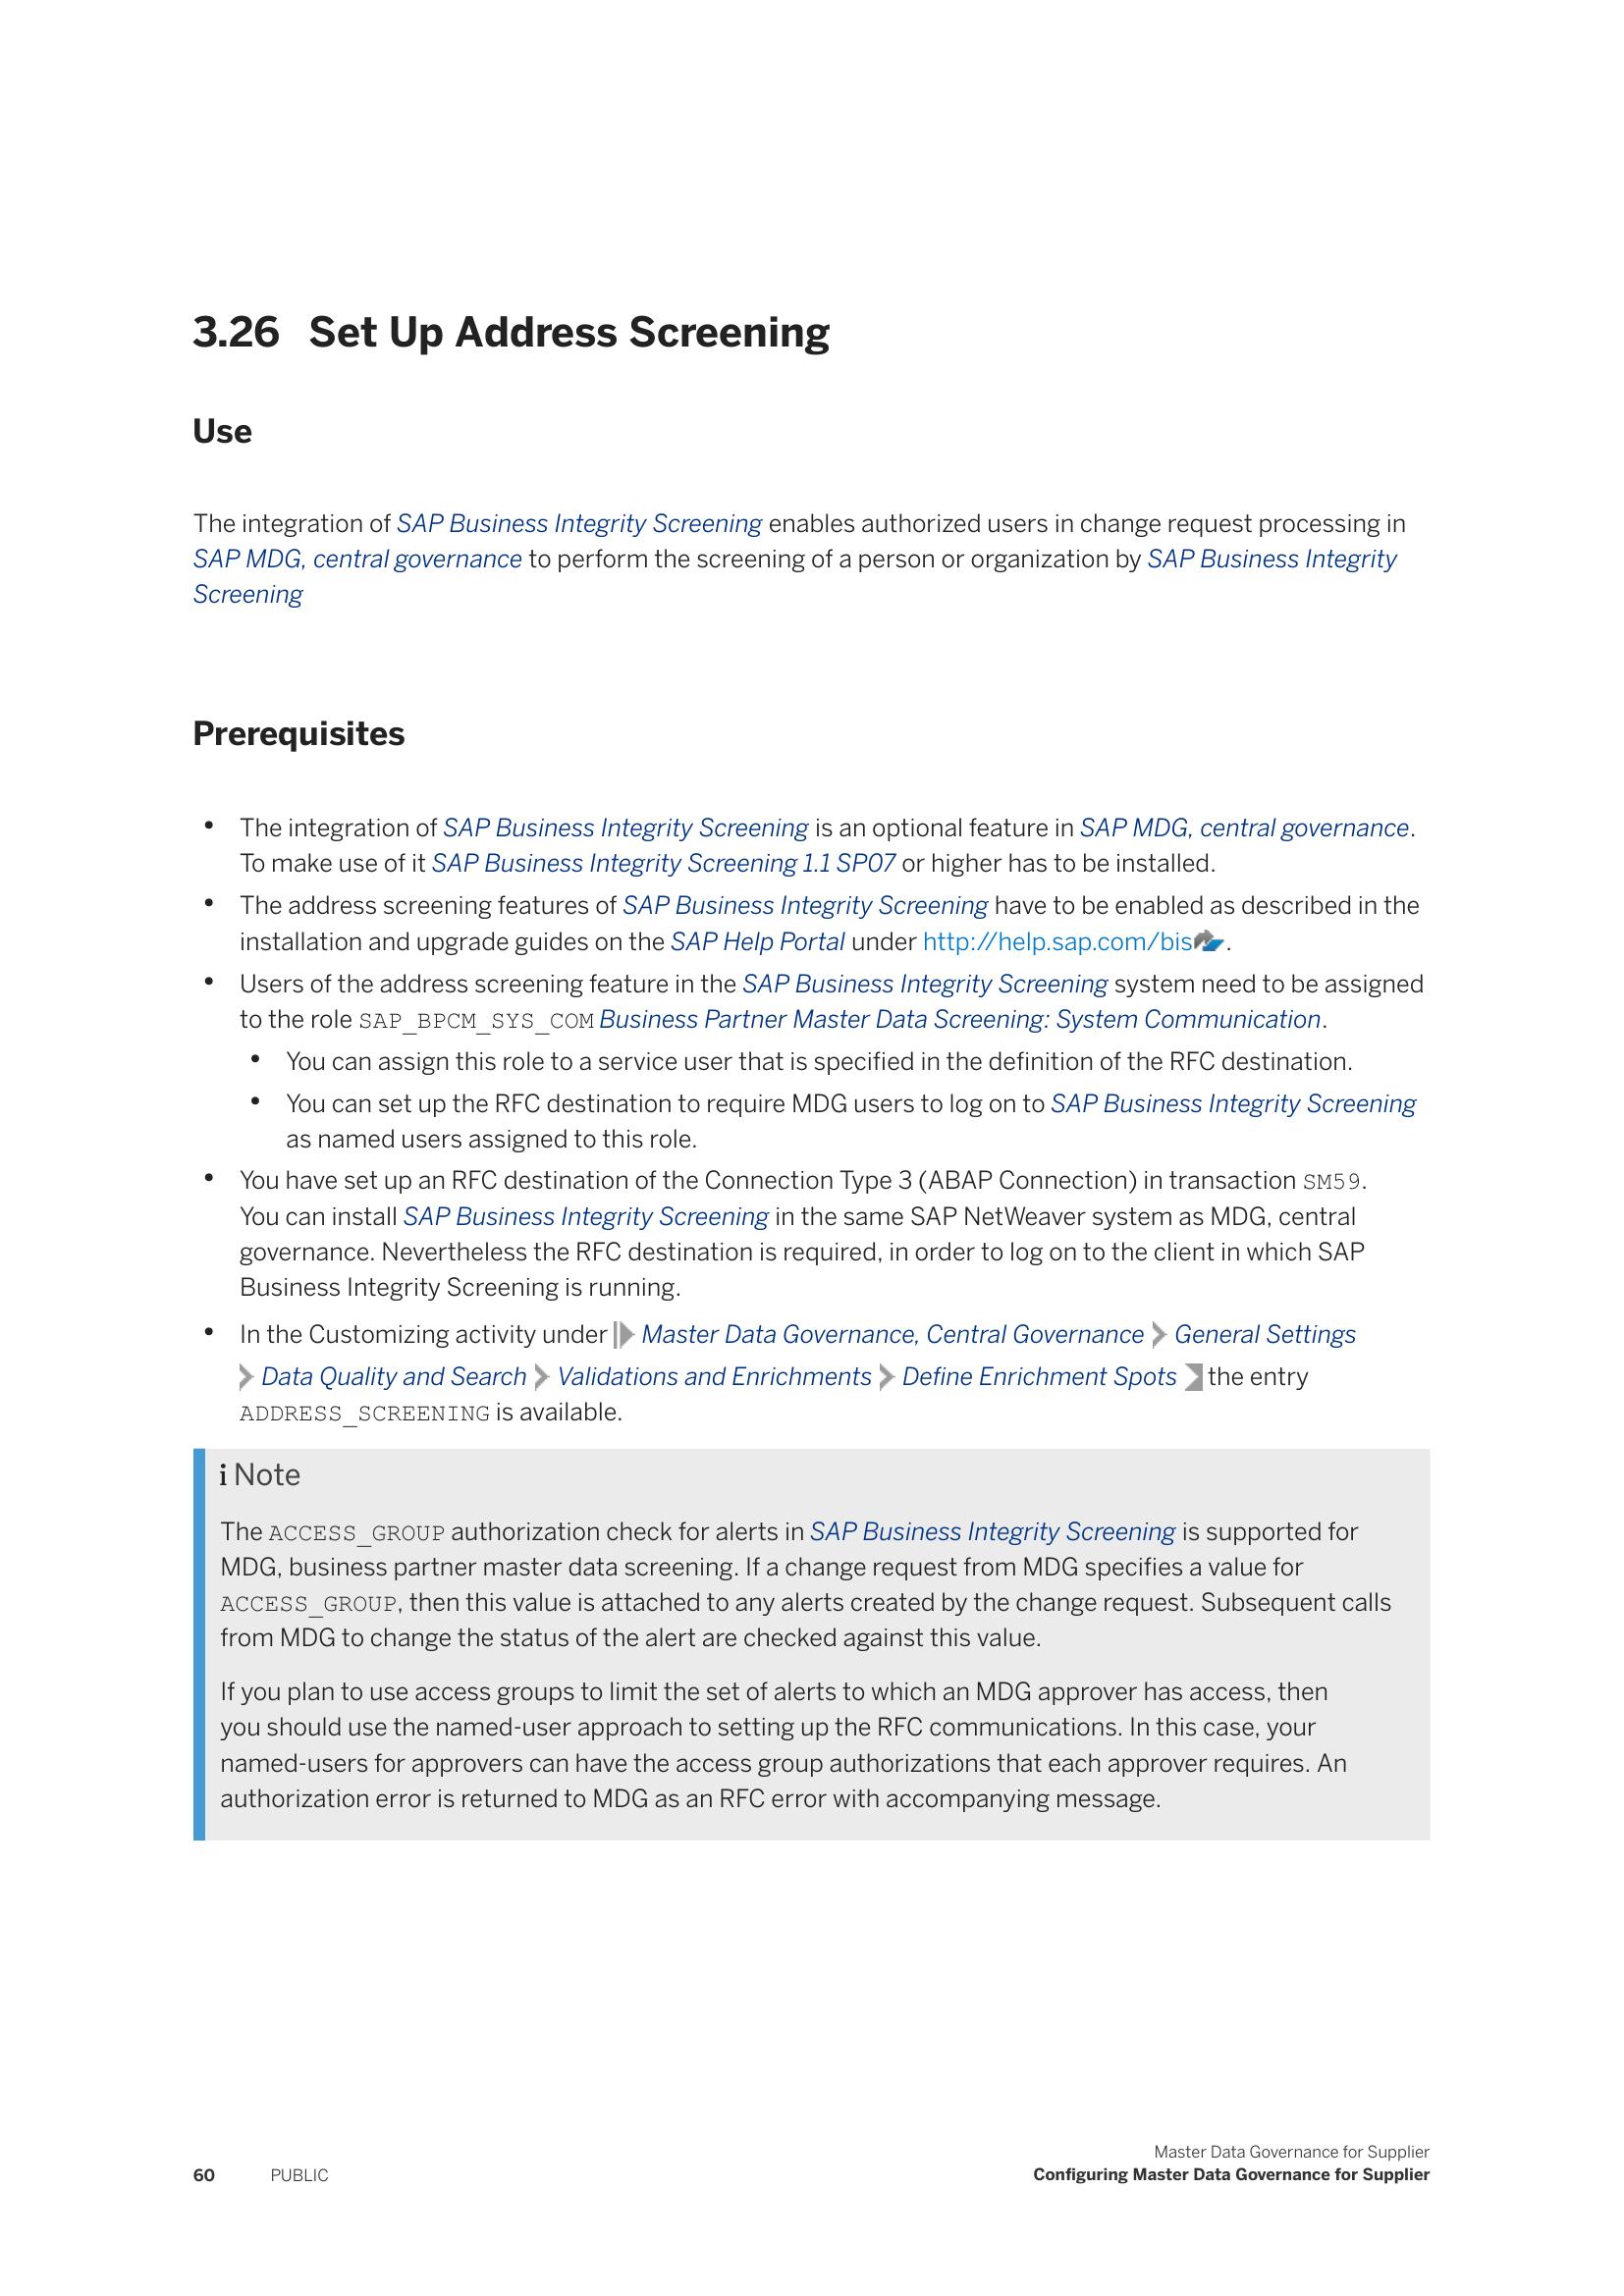 3.26 Set Up Address Screening
Use
The integration of SAP Business Integrity Screening enables authorized users in change request processing in
SAP MDG, central governance to perform the screening of a person or organization by SAP Business Integrity
Screening
Prerequisites
• The integration of SAP Business Integrity Screening is an optional feature in SAP MDG, central governance.
To make use of it SAP Business Integrity Screening 1.1 SP07 or higher has to be installed.
• The address screening features of SAP Business Integrity Screening have to be enabled as described in the
installation and upgrade guides on the SAP Help Portal under http://help.sap.com/bis.
• Users of the address screening feature in the SAP Business Integrity Screening system need to be assigned
to the role SAP_BPCM_SYS_COM Business Partner Master Data Screening: System Communication.
• You can assign this role to a service user that is specified in the definition of the RFC destination.
• You can set up the RFC destination to require MDG users to log on to SAP Business Integrity Screening
as named users assigned to this role.
• You have set up an RFC destination of the Connection Type 3 (ABAP Connection) in transaction SM59.
You can install SAP Business Integrity Screening in the same SAP NetWeaver system as MDG, central
governance. Nevertheless the RFC destination is required, in order to log on to the client in which SAP
Business Integrity Screening is running.
• In the Customizing activity under Master Data Governance, Central Governance General Settings
Data Quality and Search Validations and Enrichments Define Enrichment Spots the entry
ADDRESS_SCREENING is available.
i Note
The ACCESS_GROUP authorization check for alerts in SAP Business Integrity Screening is supported for
MDG, business partner master data screening. If a change request from MDG specifies a value for
ACCESS_GROUP, then this value is attached to any alerts created by the change request. Subsequent calls
from MDG to change the status of the alert are checked against this value.
If you plan to use access groups to limit the set of alerts to which an MDG approver has access, then
you should use the named-user approach to setting up the RFC communications. In this case, your
named-users for approvers can have the access group authorizations that each approver requires. An
authorization error is returned to MDG as an RFC error with accompanying message.
Master Data Governance for Supplier
60 PUBLIC Configuring Master Data Governance for Supplier